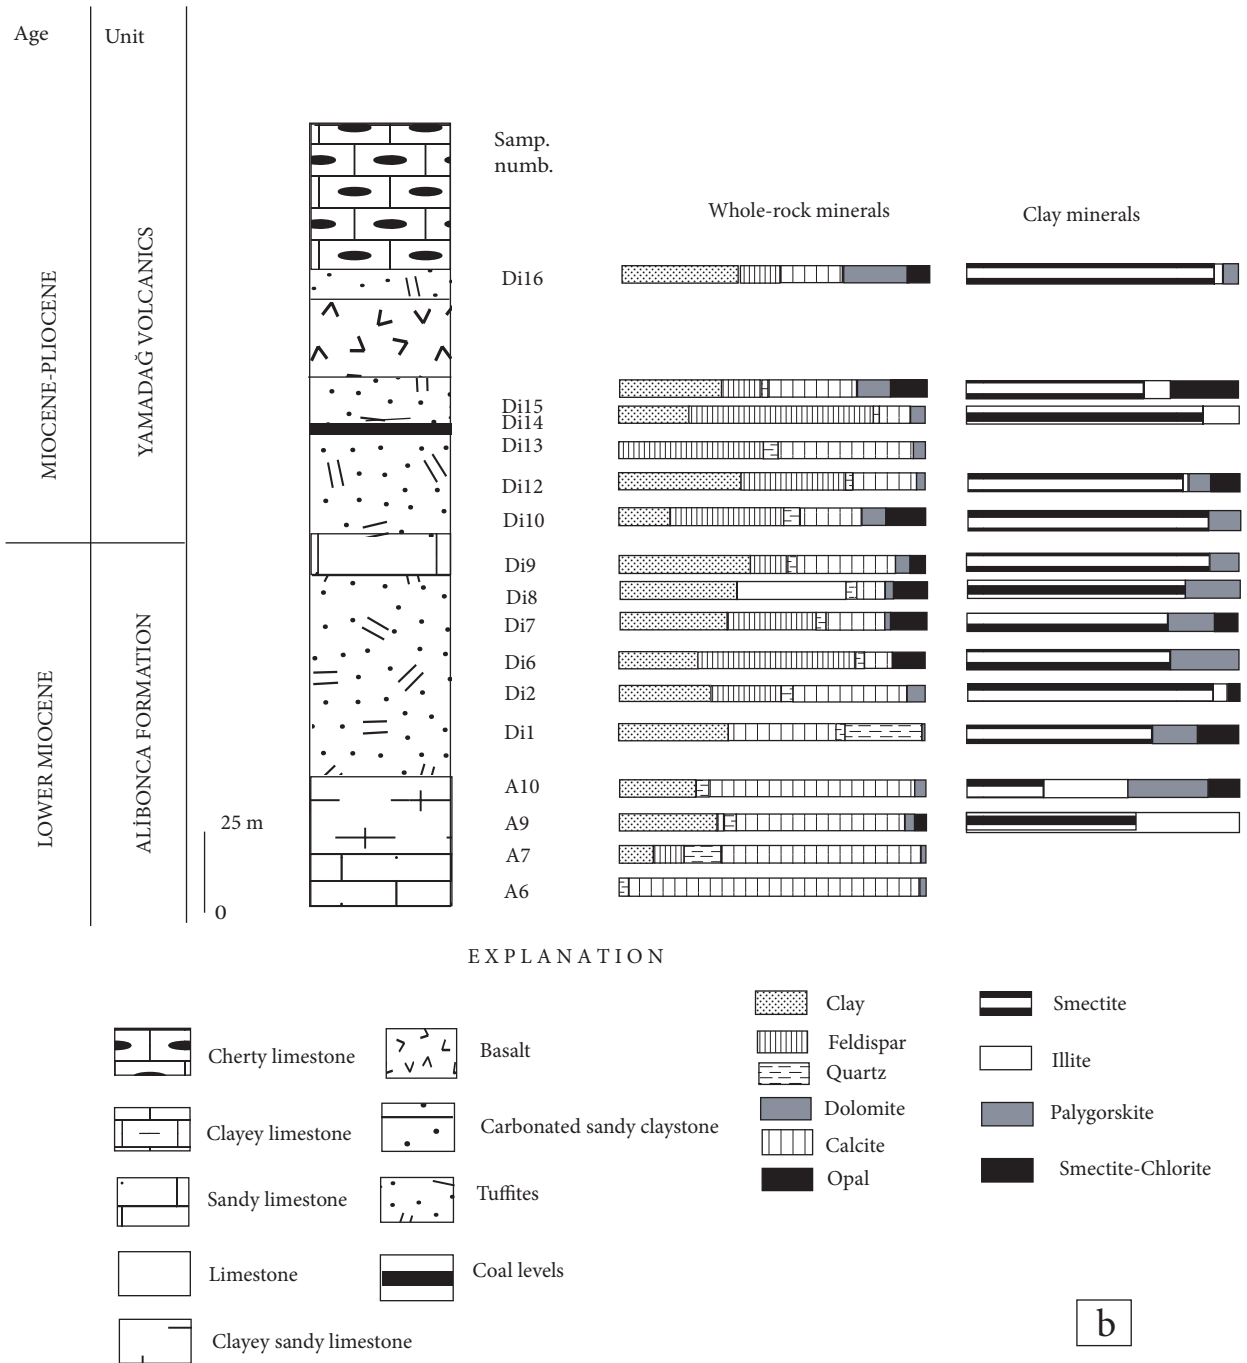 Age
Unit
Samp.
numb.
Whole-rock minerals
Clay minerals
MIOCENE-PLIOCENE
YAMADAĞ VOLCANICS
LOWER MIOCENE
ALİBONCA FORMATION
Di16
Di15
Di14
Di13
Di12
Di10
Di9
Di8
Di7
Di6
Di2
Di1
A10
A9
A7
A6
25 m
0
EXPLANATION
Cherty limestone
Clayey limestone
Sandy limestone
Limestone
Clayey sandy limestone
Basalt
Carbonated sandy claystone
Tuffites
Coal levels
Clay
Feldispar
Quartz
Dolomite
Calcite
Opal
Smectite
Illite
Palygorskite
Smectite-Chlorite
b